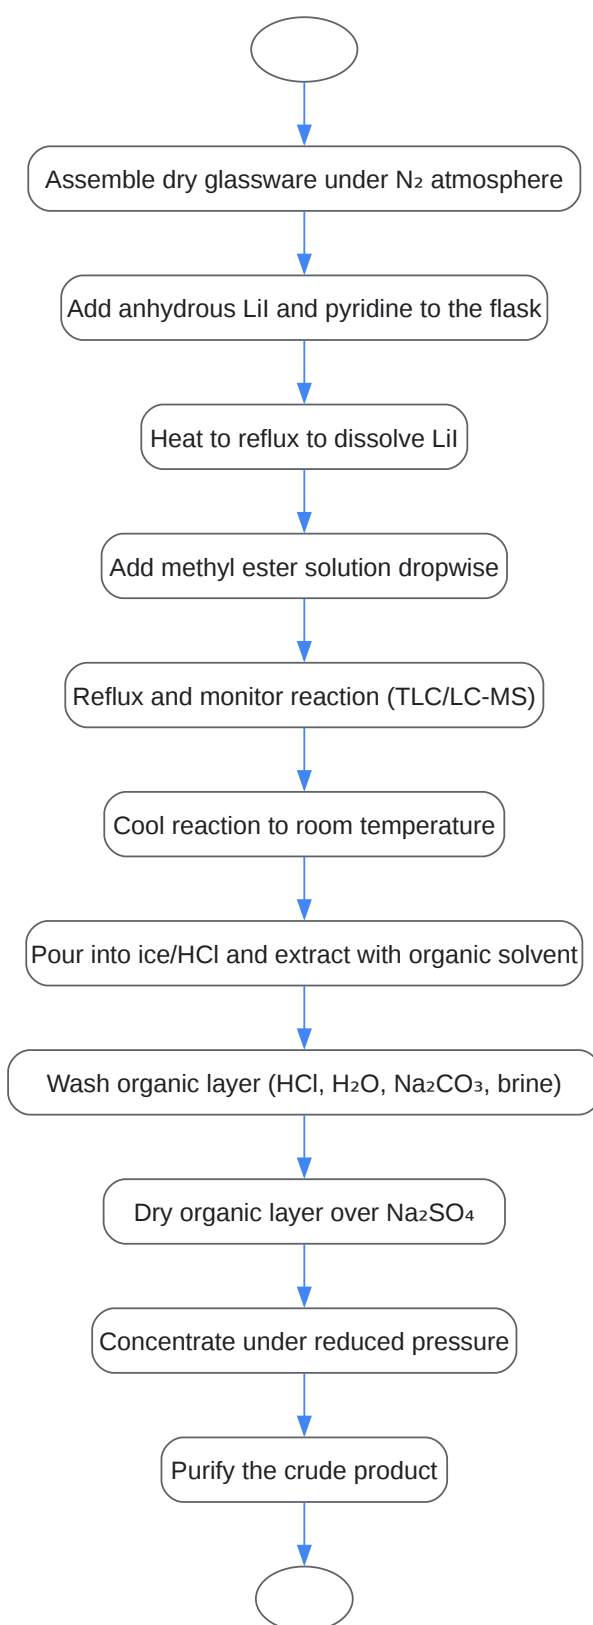 Assemble dry glassware under N₂ atmosphere
Add anhydrous LiI and pyridine to the flask
Heat to reflux to dissolve LiI
Add methyl ester solution dropwise
Reflux and monitor reaction (TLC/LC-MS)
Cool reaction to room temperature
Pour into ice/HCl and extract with organic solvent
Wash organic layer (HCl, H₂O, Na₂CO₃, brine)
Dry organic layer over Na₂SO₄
Concentrate under reduced pressure
Purify the crude product